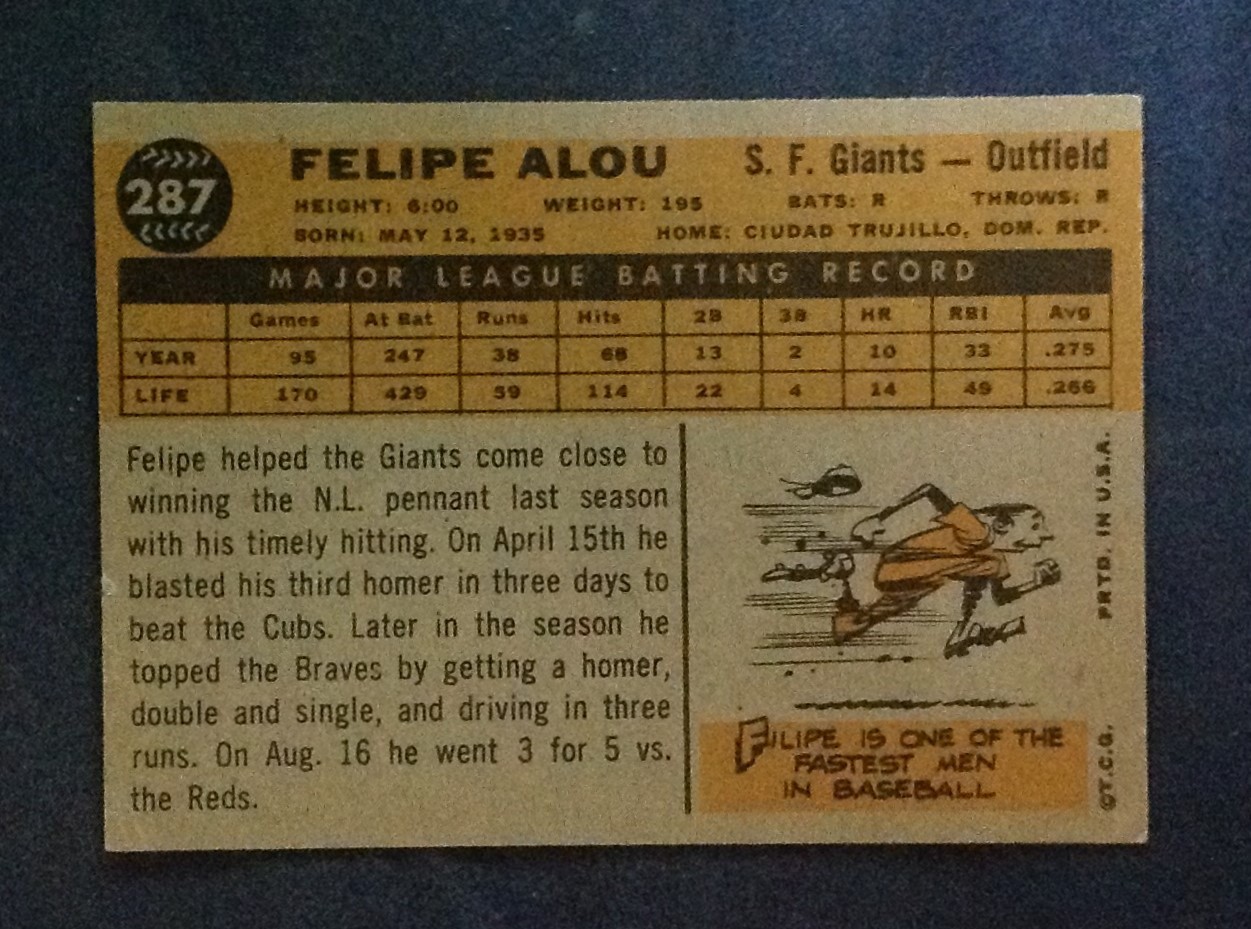 287
FELIPE ALOU
S. F. Giants — Outfield
HEIGHT: 6:00 WEIGHT: 195 BATS: R THROWS: R
BORN: MAY 12, 1935 HOME: CIUDAD TRUJILLO, DOM. REP.
MAJOR LEAGUE BATTING RECORD
Games At Bat Runs Hits 2B 3B HR RBI Avg
YEAR 95 247 38 68 13 2 10 33 .275
LIFE 170 429 59 114 22 4 14 49 .266
Felipe helped the Giants come close to
winning the N.L. pennant last season
with his timely hitting. On April 15th he
blasted his third homer in three days to
beat the Cubs. Later in the season he
topped the Braves by getting a homer,
double and single, and driving in three
runs. On Aug. 16 he went 3 for 5 vs.
the Reds.
FILIPE IS ONE OF THE
FASTEST MEN
IN BASEBALL
©T.C.G. PRTD. IN U.S.A.